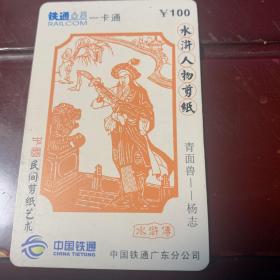 铁通 一卡通
RAILCOM
¥100
水浒人物剪纸
青面兽——杨志
中国民间剪纸艺术
水浒传
中国铁通
CHINA TIETONG
中国铁通广东分公司